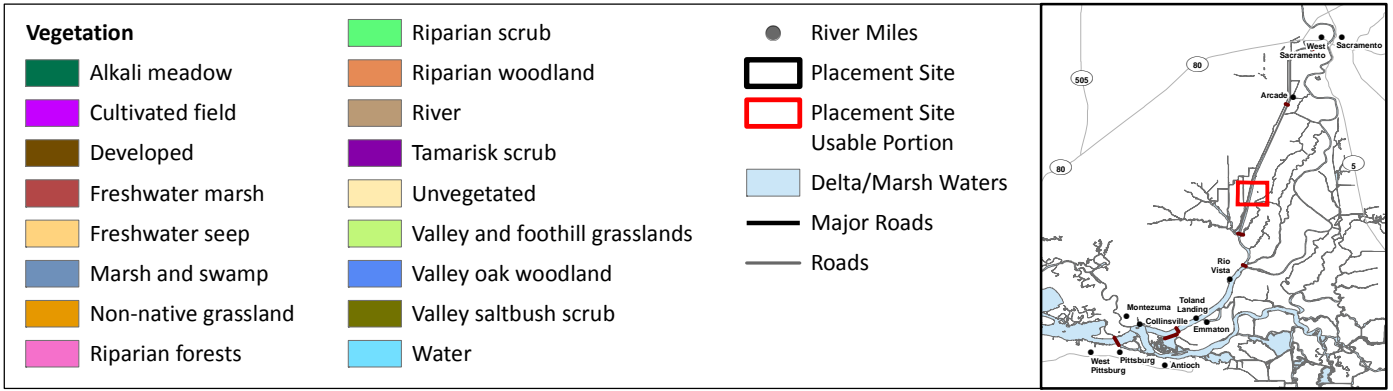 Vegetation
Alkali meadow
Cultivated field
Developed
Freshwater marsh
Freshwater seep
Marsh and swamp
Non-native grassland
Riparian forests
Riparian scrub
Riparian woodland
River
Tamarisk scrub
Unvegetated
Valley and foothill grasslands
Valley oak woodland
Valley saltbush scrub
Water
River Miles
Placement Site
Placement Site
Usable Portion
Delta/Marsh Waters
Major Roads
Roads
West
Sacramento
Sacramento
80
505
Arcade
80
5
Rio
Vista
Montezuma
Toland
Landing
Collinsville
Emmaton
West
Pittsburg
Pittsburg
Antioch